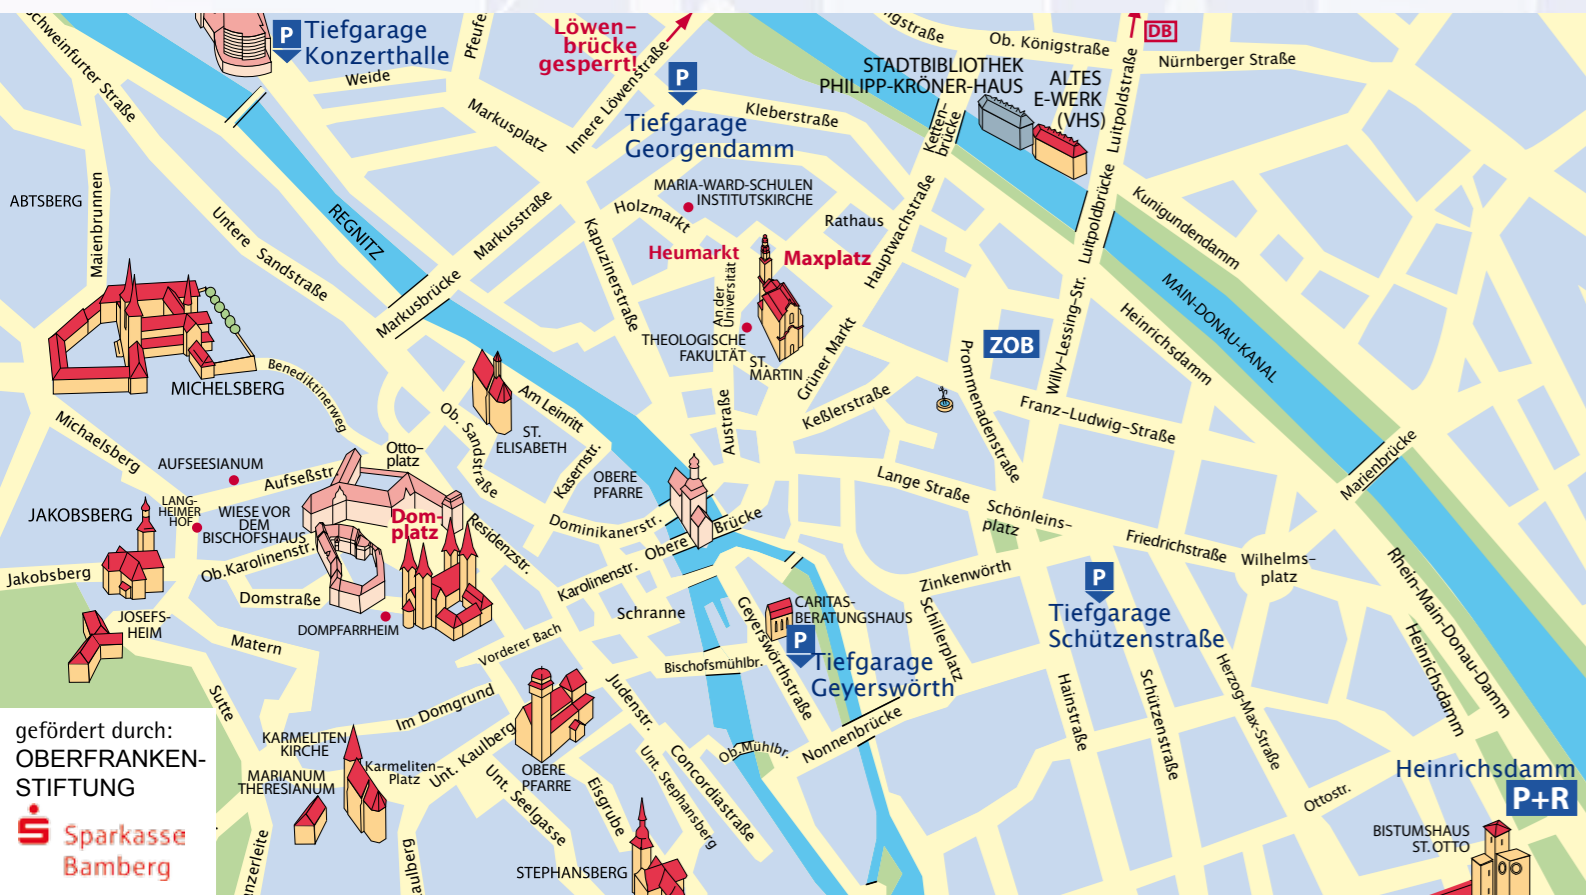 Schweinfurter Straße
P
Tiefgarage
Konzerthalle
Weide
Pfeufe
Markusplatz
Löwen-
brücke
gesperrt!
Innere Löwenstraße
P
Tiefgarage
Georgendamm
Kleberstraße
igstraße
Ob. Königstraße
DB
Nürnberger Straße
STADTBIBLIOTHEK
PHILIPP-KRÖNER-HAUS
ALTES
E-WERK
(VHS)
Luitpoldstraße
Ketten-
brücke
Luitpoldbrücke
Kunigundendamm
MAIN-DONAU-KANAL
ABTSBERG
Maienbrunnen
Untere Sandstraße
REGNITZ
Markusstraße
Markusbrücke
Kapuzinerstraße
MARIA-WARD-SCHULEN
INSTITUTSKIRCHE
Holzmarkt
Rathaus
Heumarkt
Maxplatz
An der
Universität
Hauptwachstraße
THEOLOGISCHE
FAKULTÄT
ST.
MARTIN
Grüner Markt
ZOB
Willy-Lessing-Str.
Heinrichsdamm
Promenadenstraße
Keßlerstraße
Franz-Ludwig-Straße
Austraße
MICHELSBERG
Benediktinerweg
Michaelsberg
AUFSEESIANUM
Aufseßstr.
Otto-
platz
Ob. Sandstraße
Am Leinritt
ST.
ELISABETH
Kasernstr.
OBERE
PFARRE
Lange Straße
Schönleins-
platz
Marienbrücke
JAKOBSBERG
LANG-
HEIMER
HOF
WIESE VOR
DEM
BISCHOFSHAUS
Dom-
platz
Residenzstr.
Dominikanerstr.
Obere
Brücke
Friedrichstraße
Wilhelms-
platz
Rhein-Main-Donau-Damm
Jakobsberg
Ob.Karolinenstr.
Karolinenstr.
Zinkenwörth
Domstraße
DOMPFARRHEIM
Schranne
Geyerswörthstraße
CARITAS-
BERATUNGSHAUS
P
Tiefgarage
Geyerswörth
Schillerplatz
P
Tiefgarage
Schützenstraße
JOSEFS-
HEIM
Matern
Vorderer Bach
Bischofsmühlbr.
Heinrichsdamm
Sutte
Im Domgrund
Judenstr.
Hainstraße
Schützenstraße
Herzog-Max-Straße
gefördert durch:
OBERFRANKEN-
STIFTUNG
Sparkasse
Bamberg
KARMELITEN
KIRCHE
MARIANUM
THERESIANUM
Karmeliten-
Platz
Unt. Kaulberg
OBERE
PFARRE
Unt. Seelgasse
Eisgrube
Unt. Stephansberg
Concordiastraße
Ob.Mühlbr.
Nonnenbrücke
Heinrichsdamm
P+R
Ottostr.
BISTUMSHAUS
ST. OTTO
STEPHANSBERG
nzerleite
aulberg